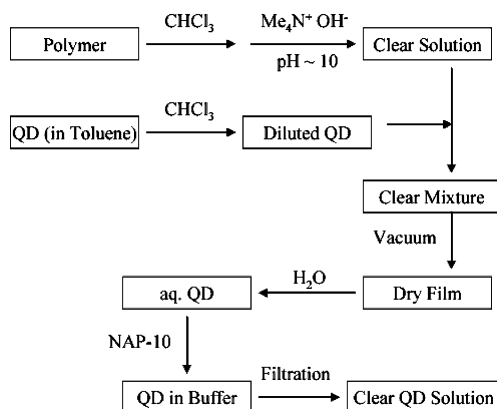 CHCl₃
Me₄N⁺ OH⁻
Polymer
Clear Solution
pH ~ 10
CHCl₃
QD (in Toluene)
Diluted QD
Clear Mixture
Vacuum
H₂O
aq. QD
Dry Film
NAP-10
Filtration
QD in Buffer
Clear QD Solution